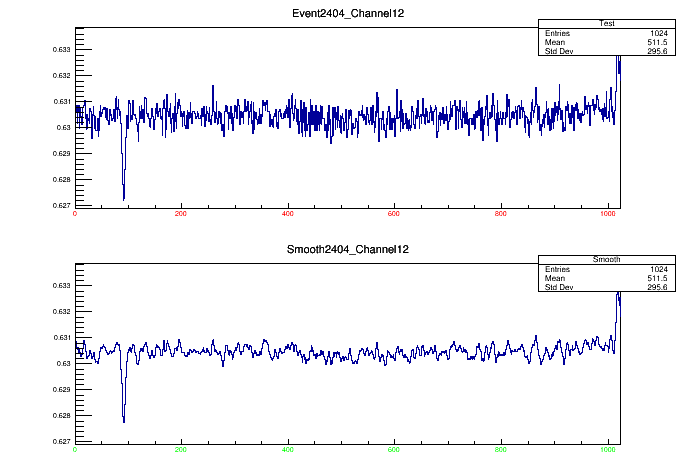 Event2404_Channel12
Test
Entries 1024
Mean 511.5
Std Dev 295.6
0.633
0.632
0.631
0.63
0.629
0.628
0.627
0 200 400 600 800 1000
Smooth2404_Channel12
Smooth
Entries 1024
Mean 511.5
Std Dev 295.6
0.633
0.632
0.631
0.63
0.629
0.628
0.627
0 200 400 600 800 1000